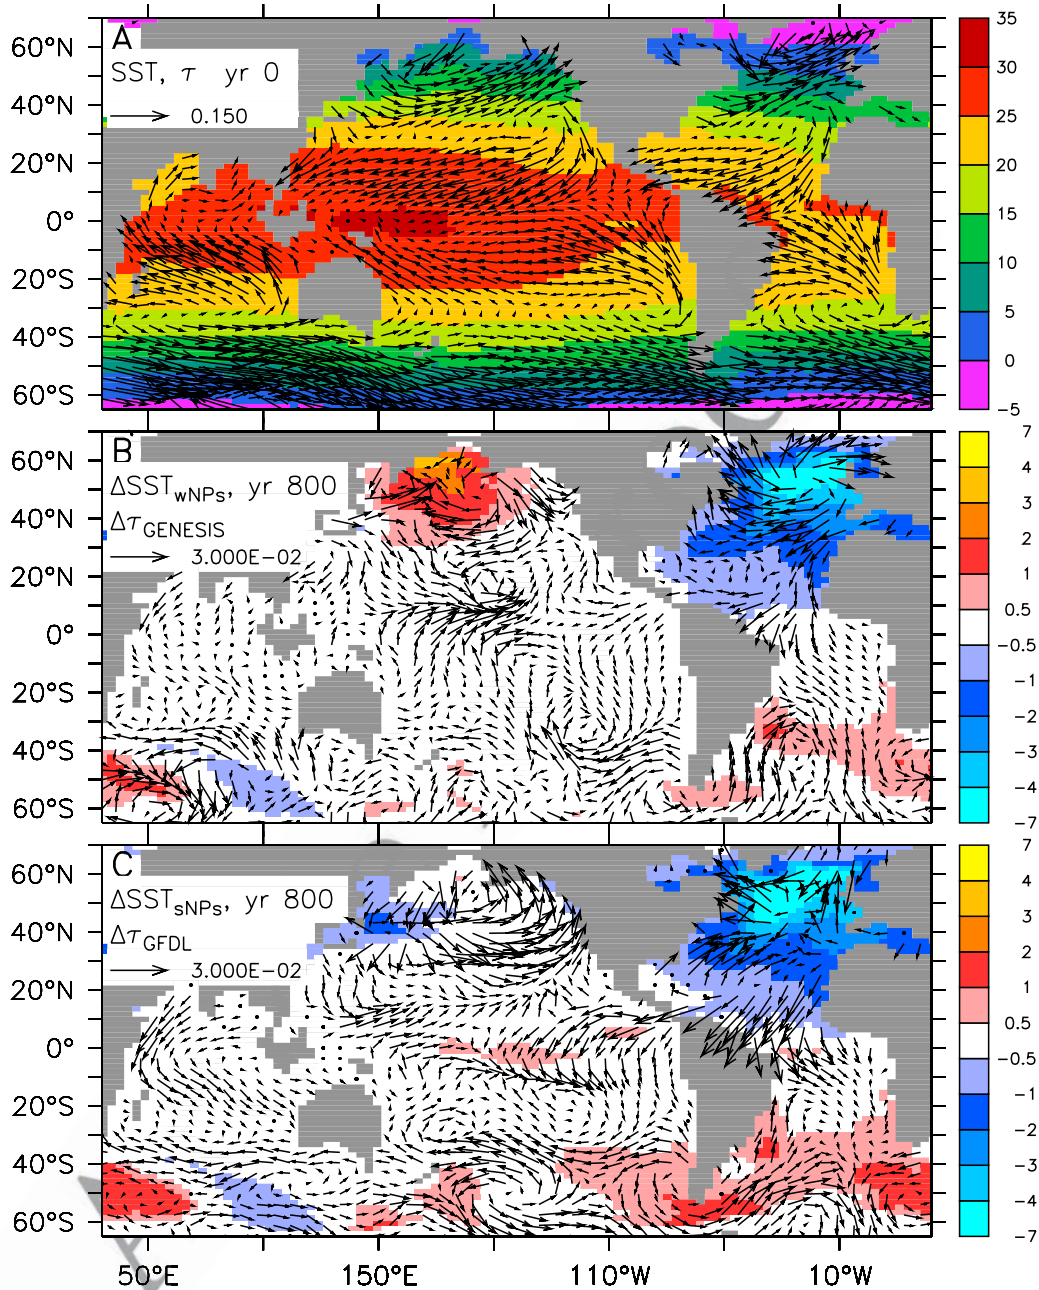 A
SST, τ yr 0
0.150
60°N
40°N
20°N
0°
20°S
40°S
60°S
35
30
25
20
15
10
5
0
−5
B
ΔSSTwNPs, yr 800
ΔτGENESIS
3.000E−02
60°N
40°N
20°N
0°
20°S
40°S
60°S
7
4
3
2
1
0.5
−0.5
−1
−2
−3
−4
−7
C
ΔSSTsNPs, yr 800
ΔτGFDL
3.000E−02
60°N
40°N
20°N
0°
20°S
40°S
60°S
7
4
3
2
1
0.5
−0.5
−1
−2
−3
−4
−7
50°E 150°E 110°W 10°W